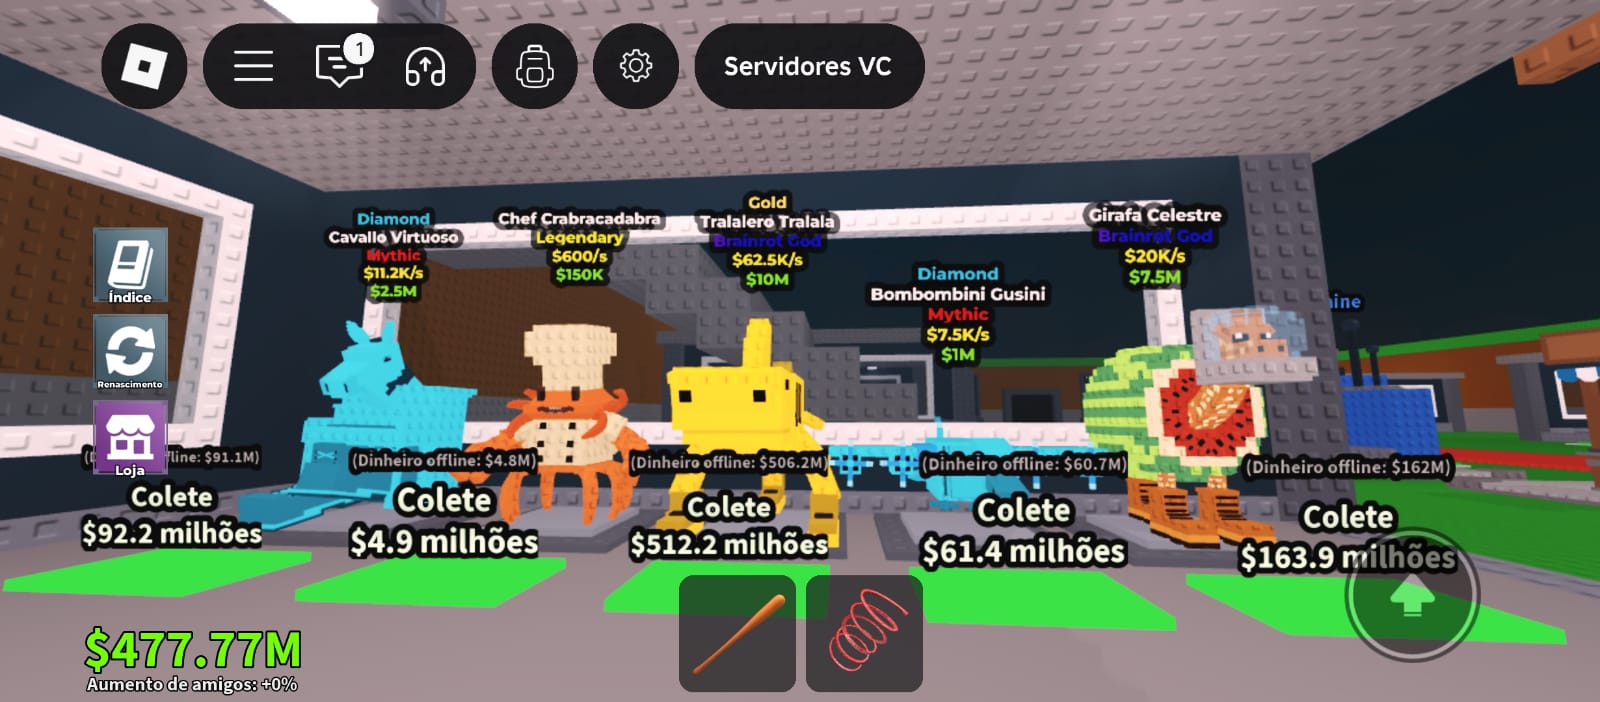 1
Servidores VC
Diamond
Cavallo Virtuoso
Mythic
$11.2K/s
$2.5M
Chef Crabracadabra
Legendary
$600/s
$150K
Gold
Tralalero Tralala
Brainrot God
$62.5K/s
$10M
Diamond
Bombombini Gusini
Mythic
$7.5K/s
$1M
Girafa Celestre
Brainrot God
$20K/s
$7.5M
Índice
Renascimento
Loja
fline: $91.1M)
Colete
$92.2 milhões
(Dinheiro offline: $4.8M)
Colete
$4.9 milhões
(Dinheiro offline: $506.2M)
Colete
$512.2 milhões
(Dinheiro offline: $60.7M)
Colete
$61.4 milhões
(Dinheiro offline: $162M)
Colete
$163.9 milhões
$477.77M
Aumento de amigos: +0%